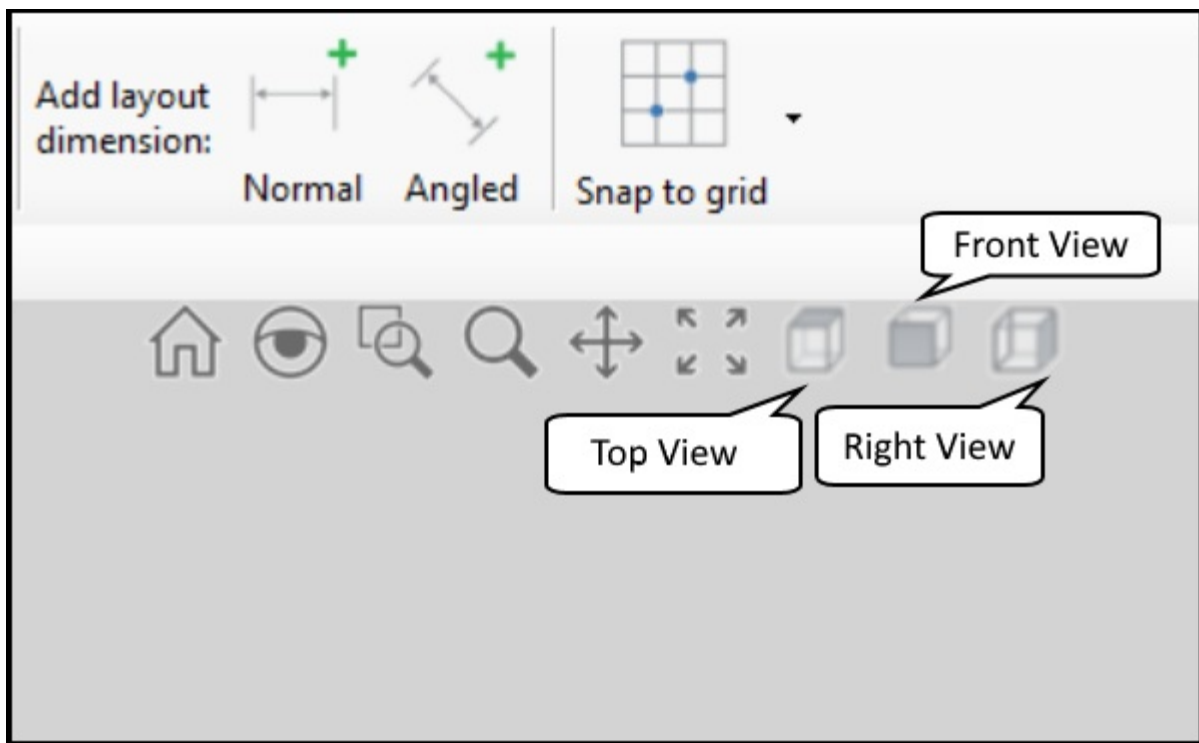 Add layout
dimension:
Normal
Angled
Snap to grid
Front View
Top View
Right View